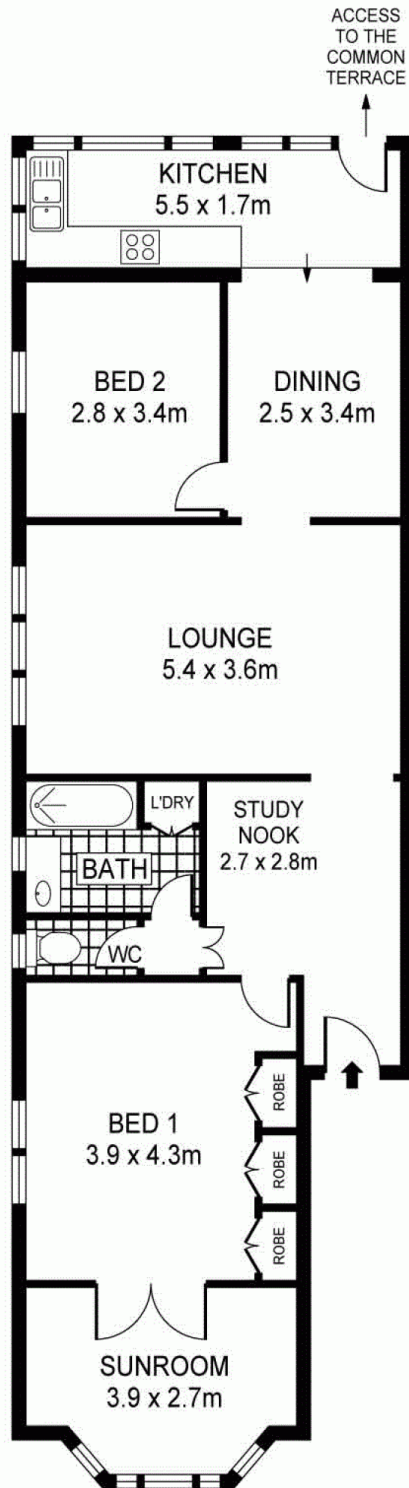 ACCESS
TO THE
COMMON
TERRACE
KITCHEN
5.5 x 1.7m
BED 2
2.8 x 3.4m
DINING
2.5 x 3.4m
LOUNGE
5.4 x 3.6m
L'DRY
STUDY
NOOK
2.7 x 2.8m
BATH
WC
BED 1
3.9 x 4.3m
ROBE
ROBE
ROBE
SUNROOM
3.9 x 2.7m